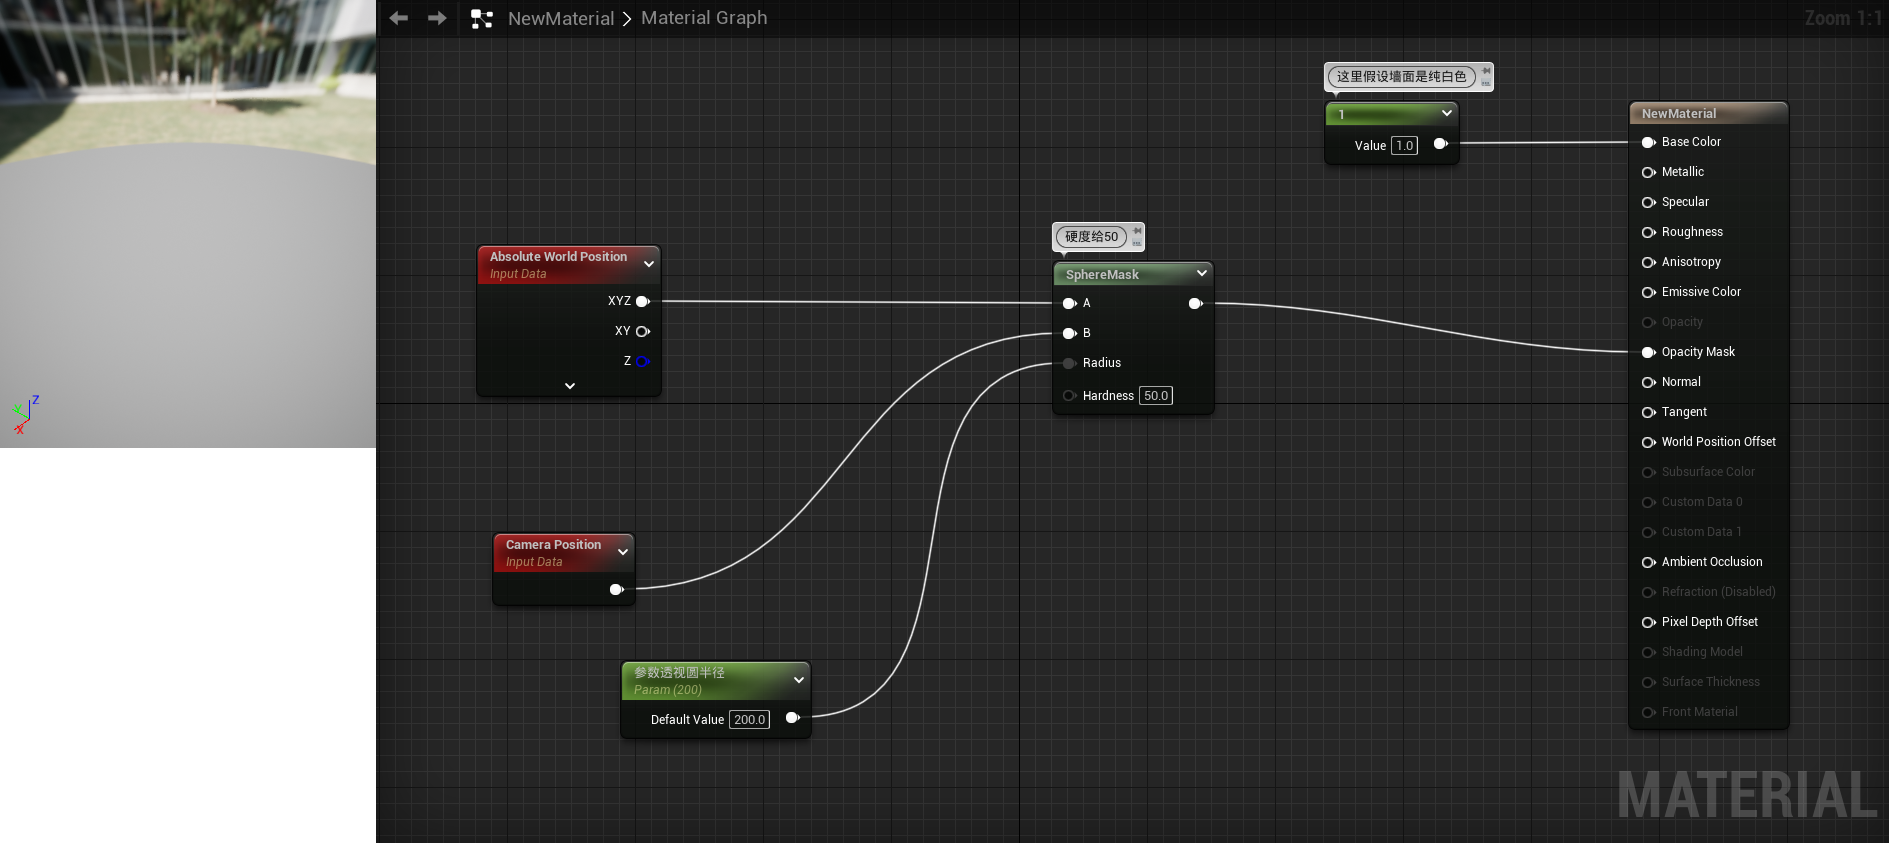 NewMaterial > Material Graph
Zoom 1:1
这里假设墙面是纯白色
1
Value 1.0
NewMaterial
Base Color
Metallic
Specular
Roughness
Anisotropy
Emissive Color
Opacity
Opacity Mask
Normal
Tangent
World Position Offset
Subsurface Color
Custom Data 0
Custom Data 1
Ambient Occlusion
Refraction (Disabled)
Pixel Depth Offset
Shading Model
Surface Thickness
Front Material
硬度给50
SphereMask
A
B
Radius
Hardness 50.0
Absolute World Position
Input Data
XYZ
XY
Z
Camera Position
Input Data
参数透视圆半径
Param (200)
Default Value 200.0
Z
Y
X
MATERIAL